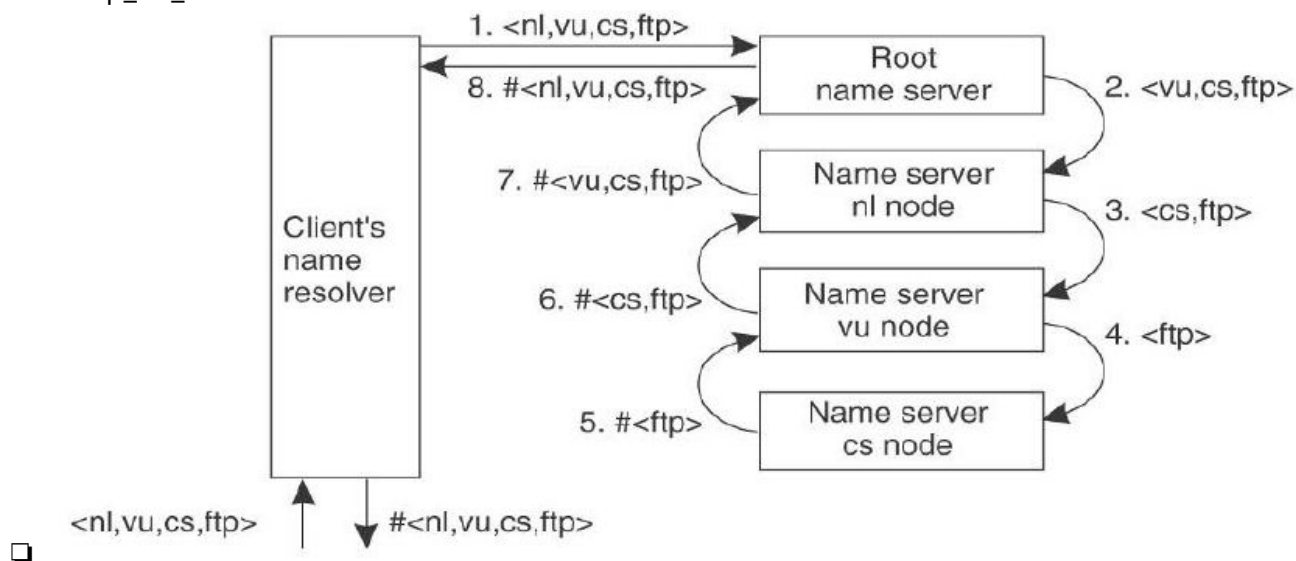 1. <nl,vu,cs,ftp>
Root
name server
8. #<nl,vu,cs,ftp>
2. <vu,cs,ftp>
7. #<vu,cs,ftp>
Name server
nl node
3. <cs,ftp>
Client's
name
resolver
6. #<cs,ftp>
Name server
vu node
4. <ftp>
5. #<ftp>
Name server
cs node
<nl,vu,cs,ftp>
#<nl,vu,cs,ftp>